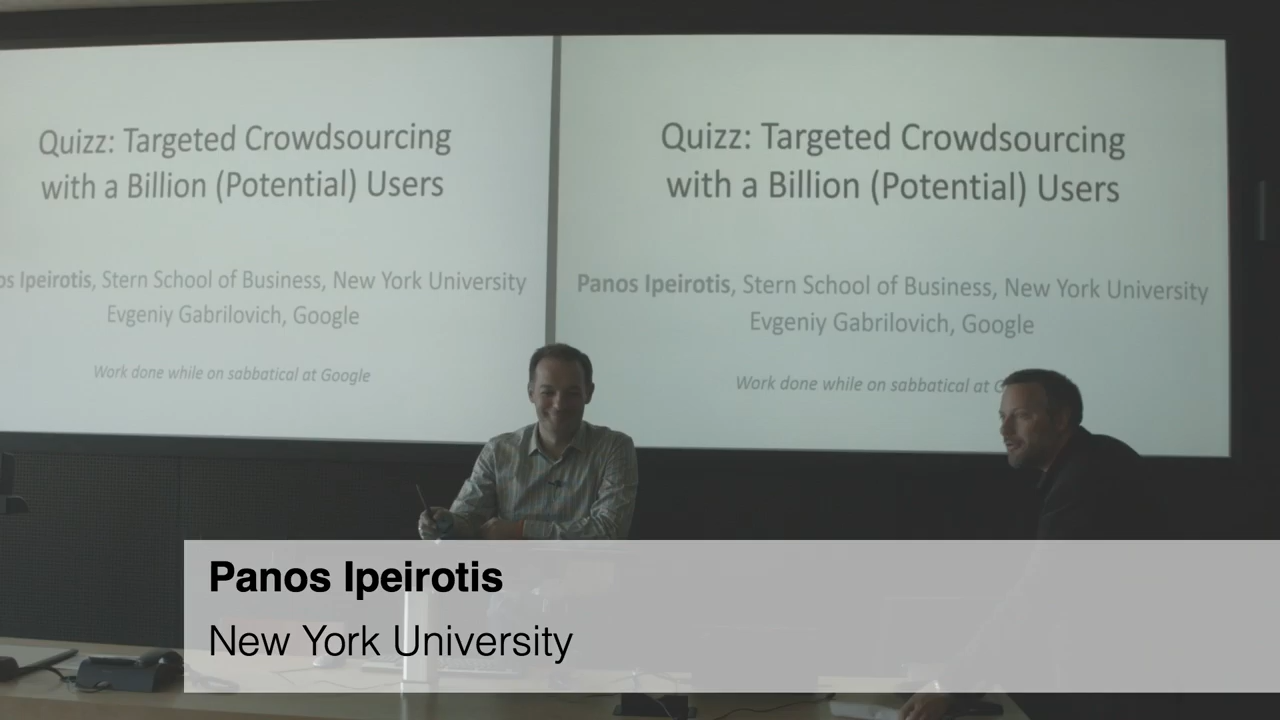 Quizz: Targeted Crowdsourcing
with a Billion (Potential) Users
os Ipeirotis, Stern School of Business, New York University
Evgeniy Gabrilovich, Google
Work done while on sabbatical at Google
Quizz: Targeted Crowdsourcing
with a Billion (Potential) Users
Panos Ipeirotis, Stern School of Business, New York University
Evgeniy Gabrilovich, Google
Work done while on sabbatical at G
Panos Ipeirotis
New York University